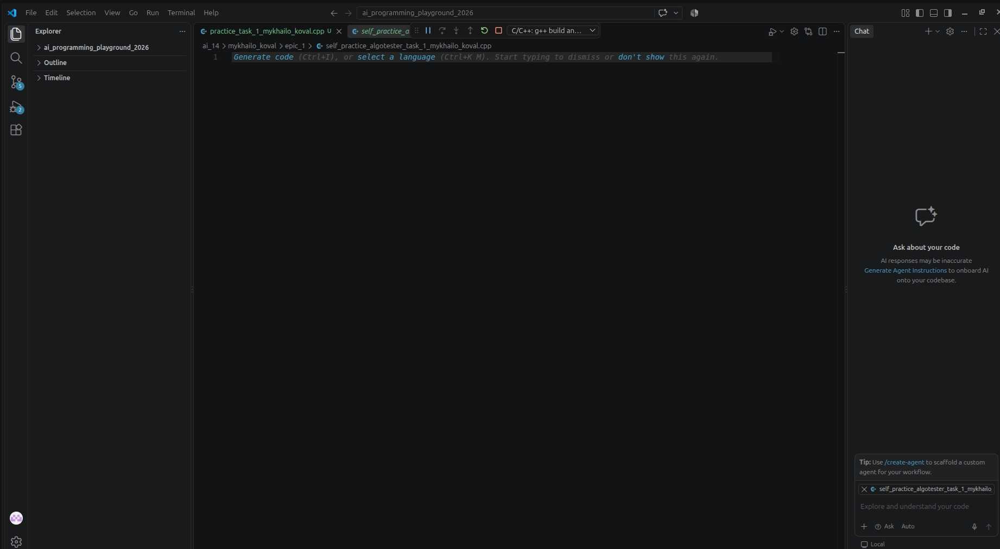 File Edit Selection View Go Run Terminal Help
ai_programming_playground_2026
Explorer
ai_programming_playground_2026
Outline
Timeline
5
2
practice_task_1_mykhailo_koval.cpp U
self_practice_a
C/C++: g++ build an...
ai_14 > mykhailo_koval > epic_1 > self_practice_algotester_task_1_mykhailo_koval.cpp
1 Generate code (Ctrl+I), or select a language (Ctrl+K M). Start typing to dismiss or don't show this again.
Chat
Ask about your code
AI responses may be inaccurate
Generate Agent Instructions to onboard AI
onto your codebase.
Tip: Use /create-agent to scaffold a custom
agent for your workflow.
self_practice_algotester_task_1_mykhailo
Explore and understand your code
Ask Auto
Local